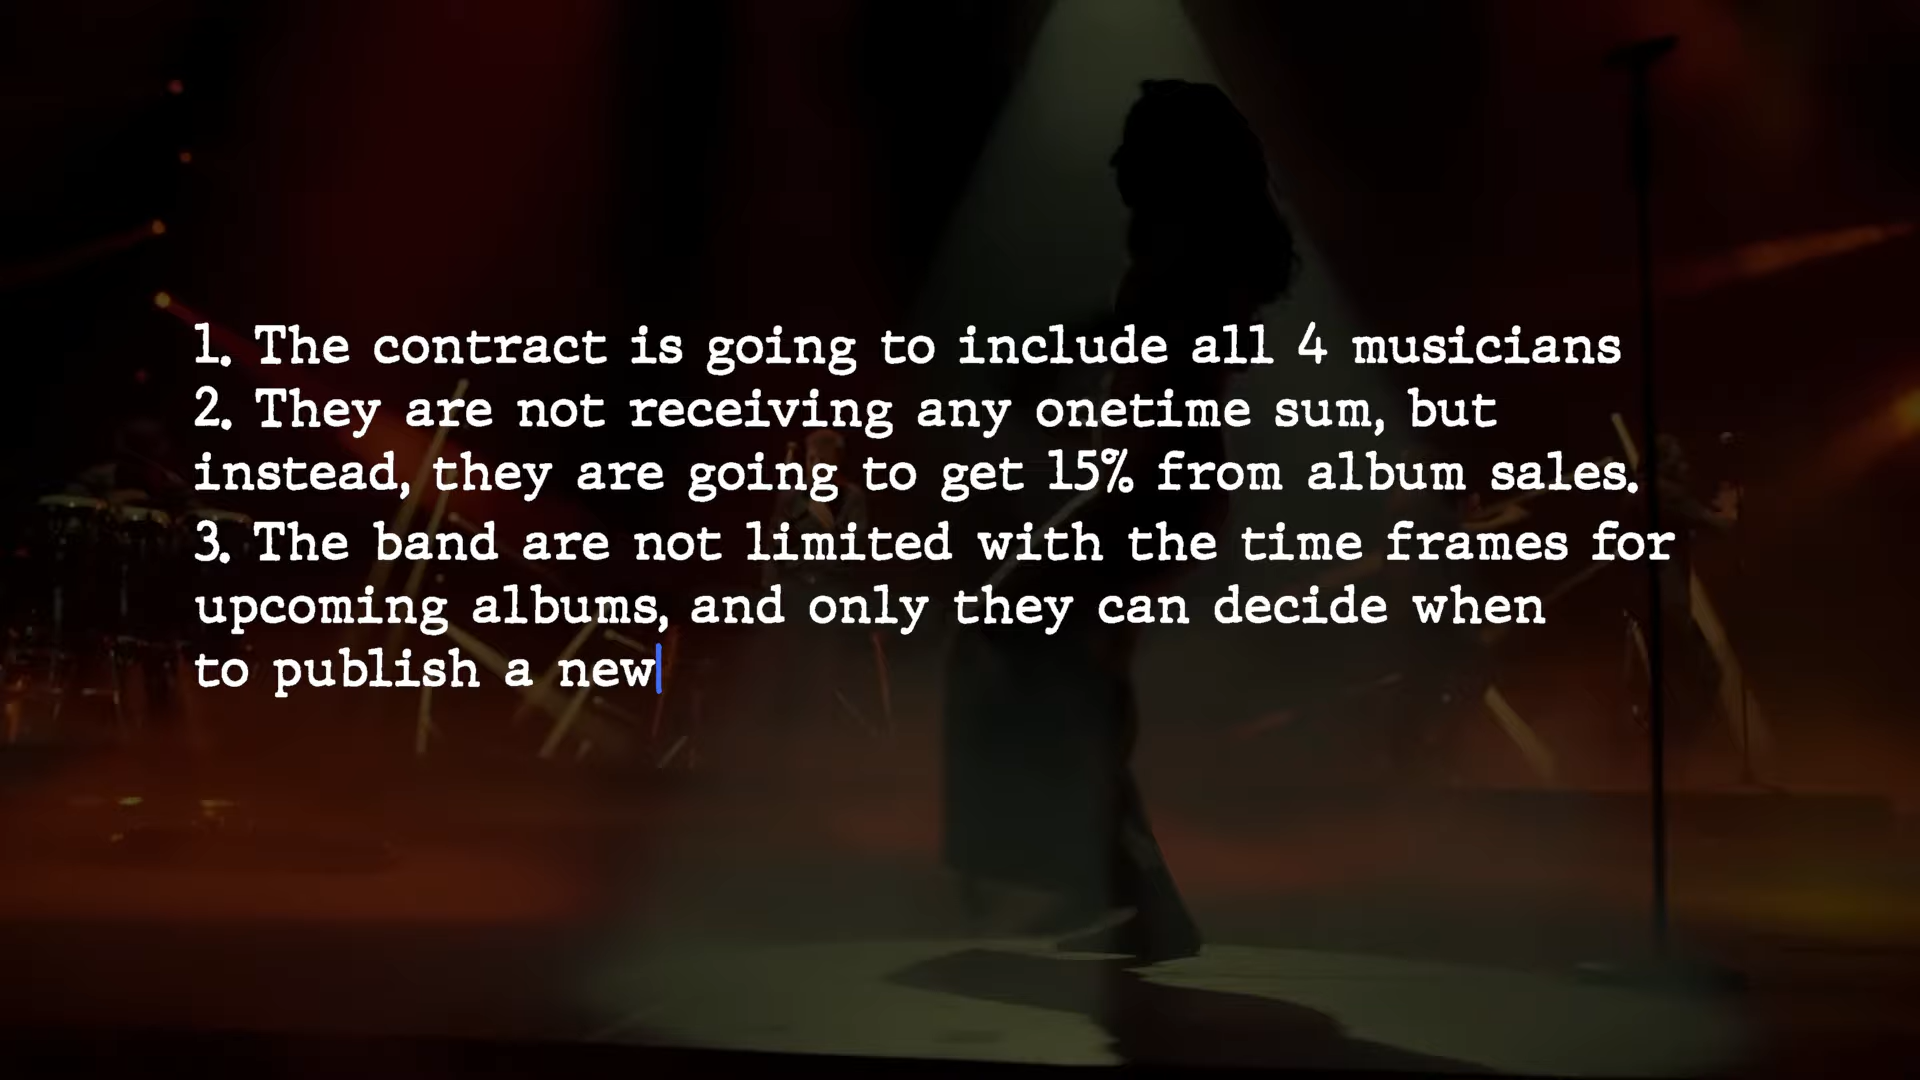 1. The contract is going to include all 4 musicians
2. They are not receiving any onetime sum, but
instead, they are going to get 15% from album sales.
3. The band are not limited with the time frames for
upcoming albums, and only they can decide when
to publish a new